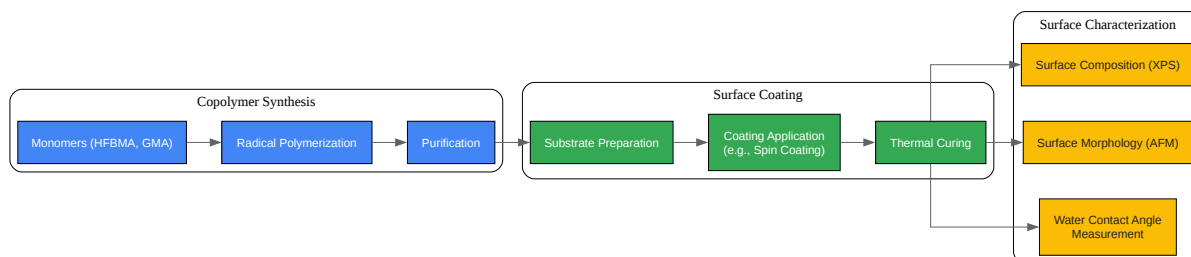 Surface Characterization
Surface Composition (XPS)
Copolymer Synthesis
Surface Coating
Monomers (HFBMA, GMA)
Radical Polymerization
Purification
Substrate Preparation
Coating Application
(e.g., Spin Coating)
Thermal Curing
Surface Morphology (AFM)
Water Contact Angle
Measurement